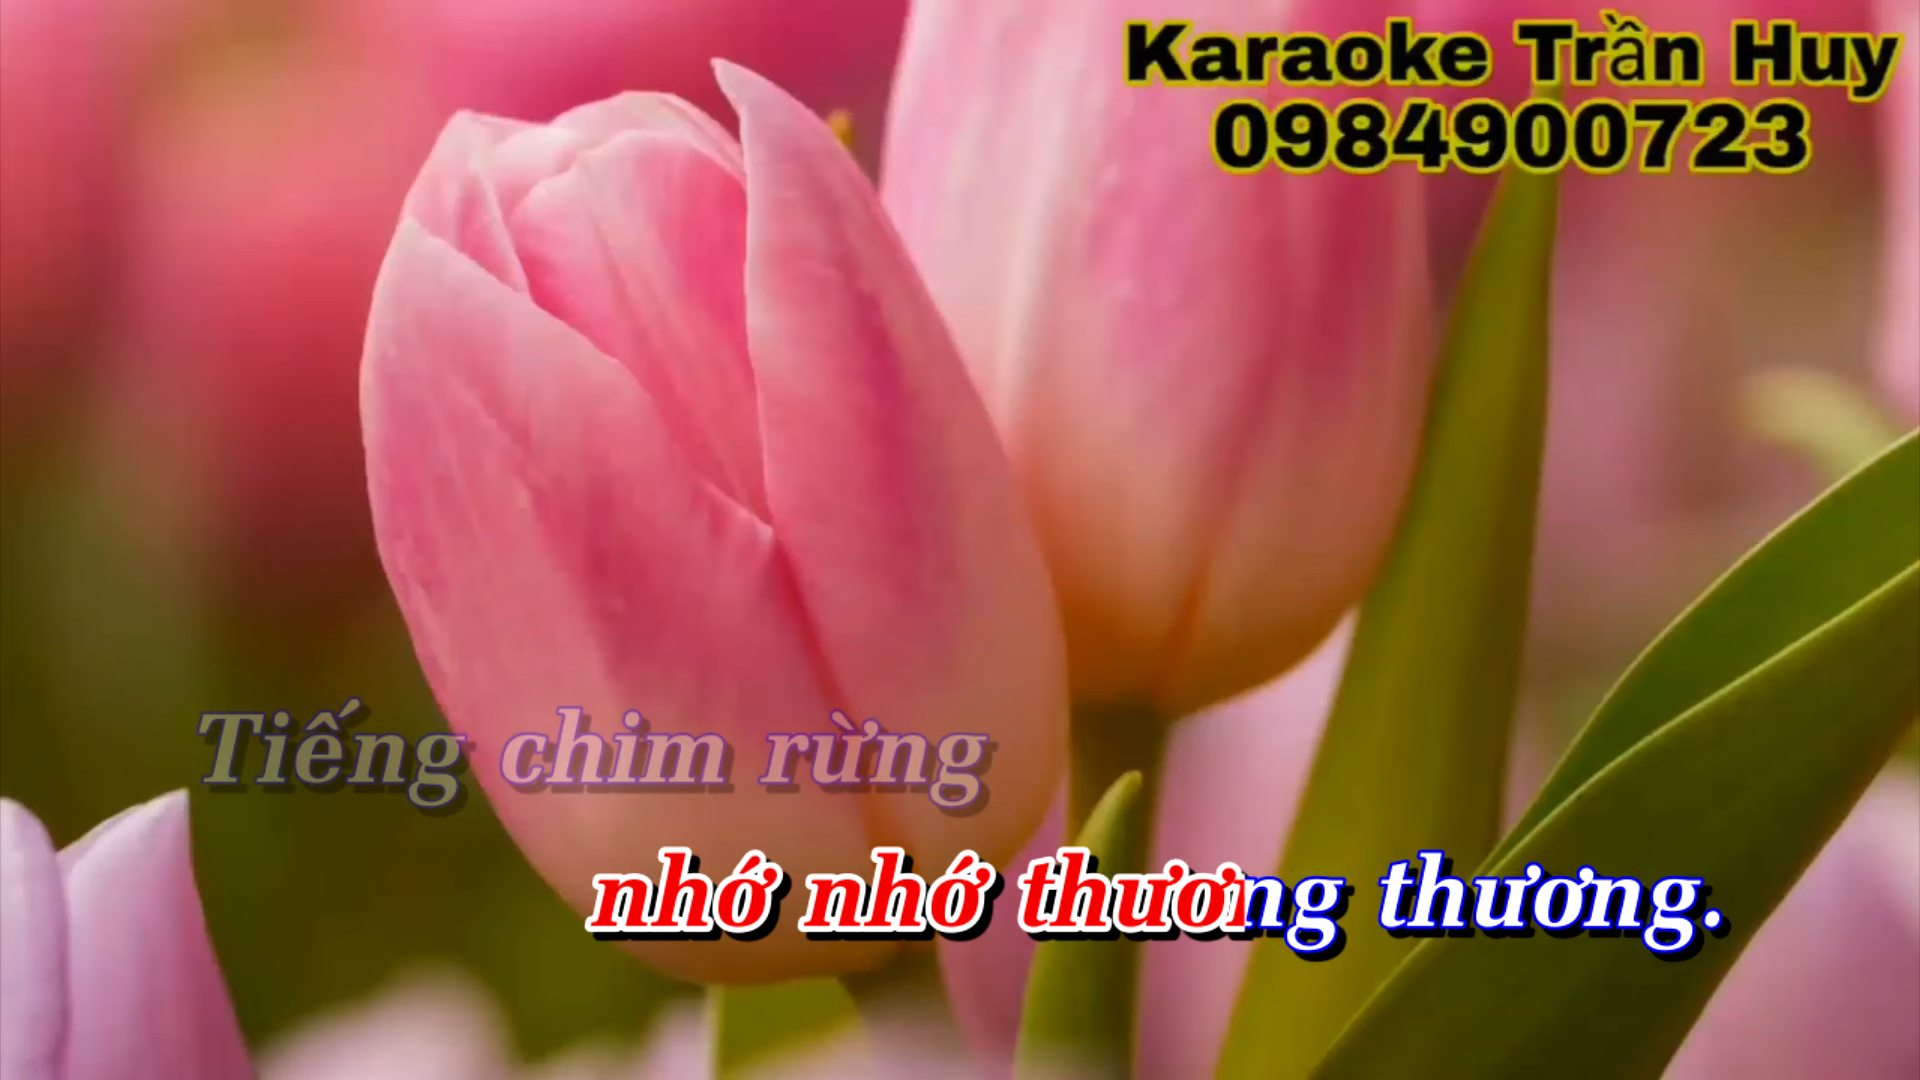 Karaoke Trần Huy
0984900723
Tiếng chim rừng
nhớ nhớ thương thương.